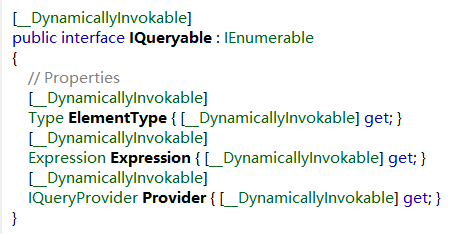 [__DynamicallyInvokable]
public interface IQueryable : IEnumerable
{
// Properties
[__DynamicallyInvokable]
Type ElementType { [__DynamicallyInvokable] get; }
[__DynamicallyInvokable]
Expression Expression { [__DynamicallyInvokable] get; }
[__DynamicallyInvokable]
IQueryProvider Provider { [__DynamicallyInvokable] get; }
}